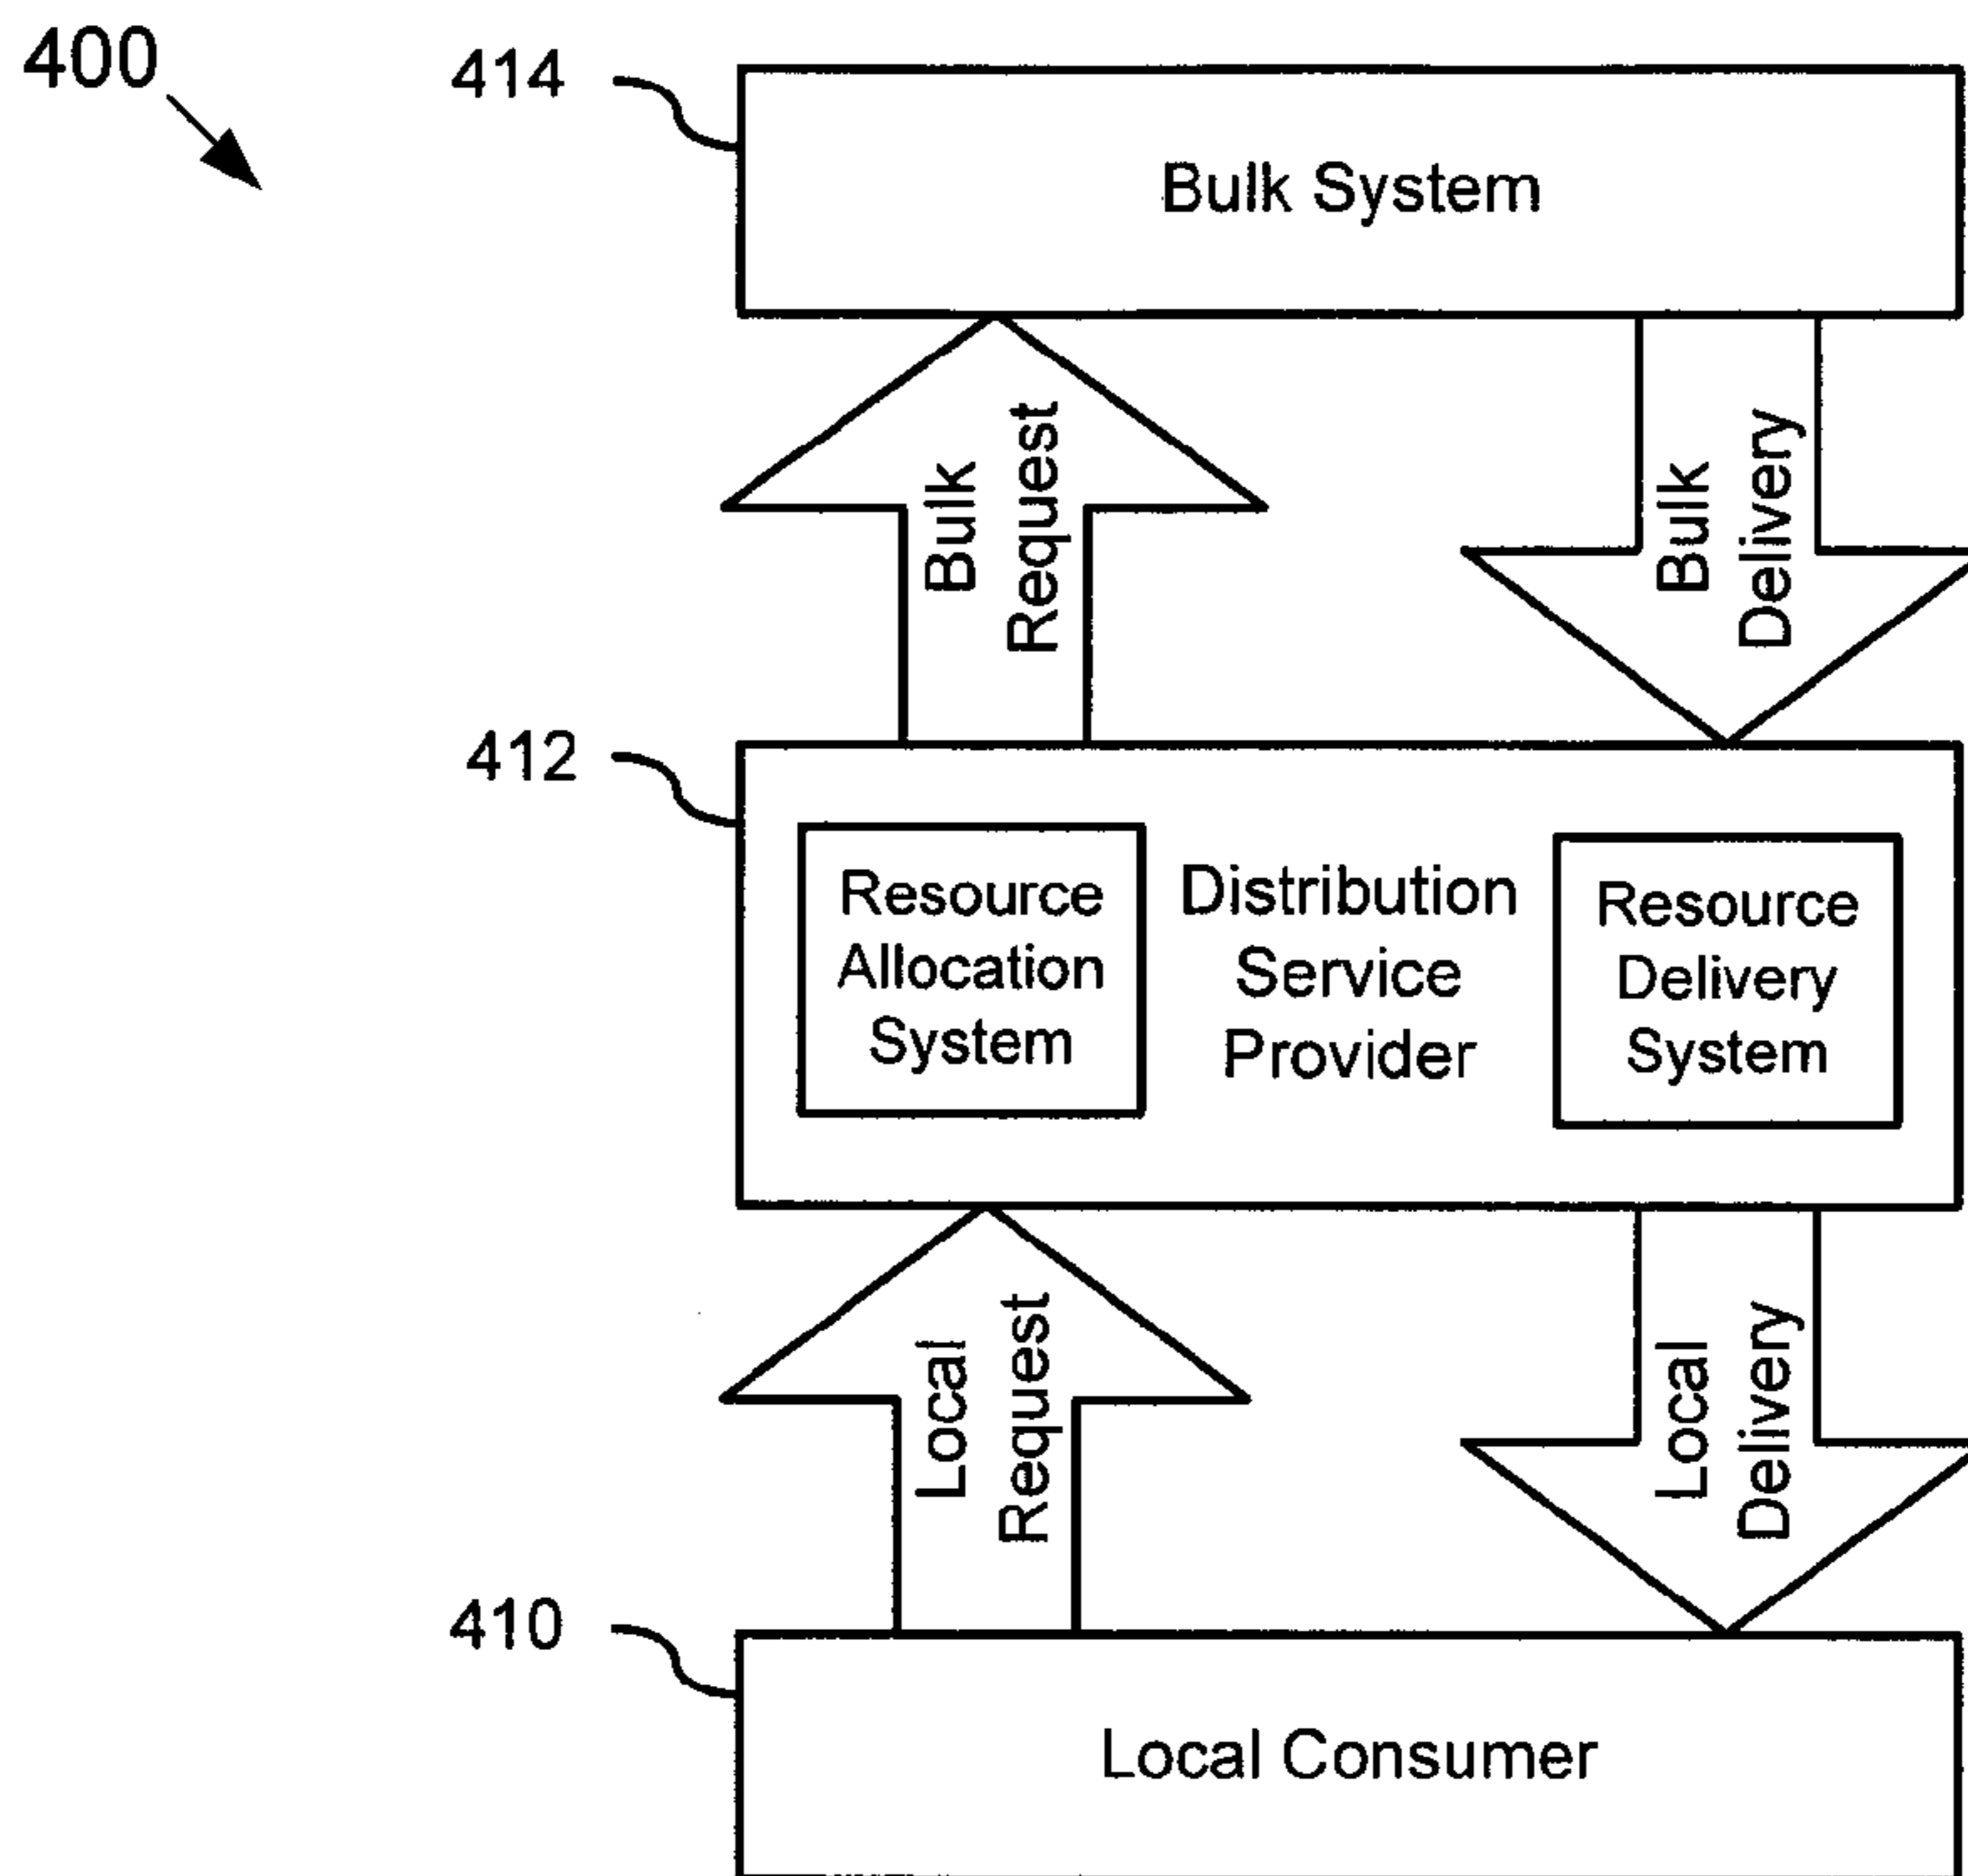 400
414
Bulk System
Bulk
Request
Bulk
Delivery
412
Resource
Allocation
System
Distribution
Service
Provider
Resource
Delivery
System
Local
Request
Local
Delivery
410
Local Consumer